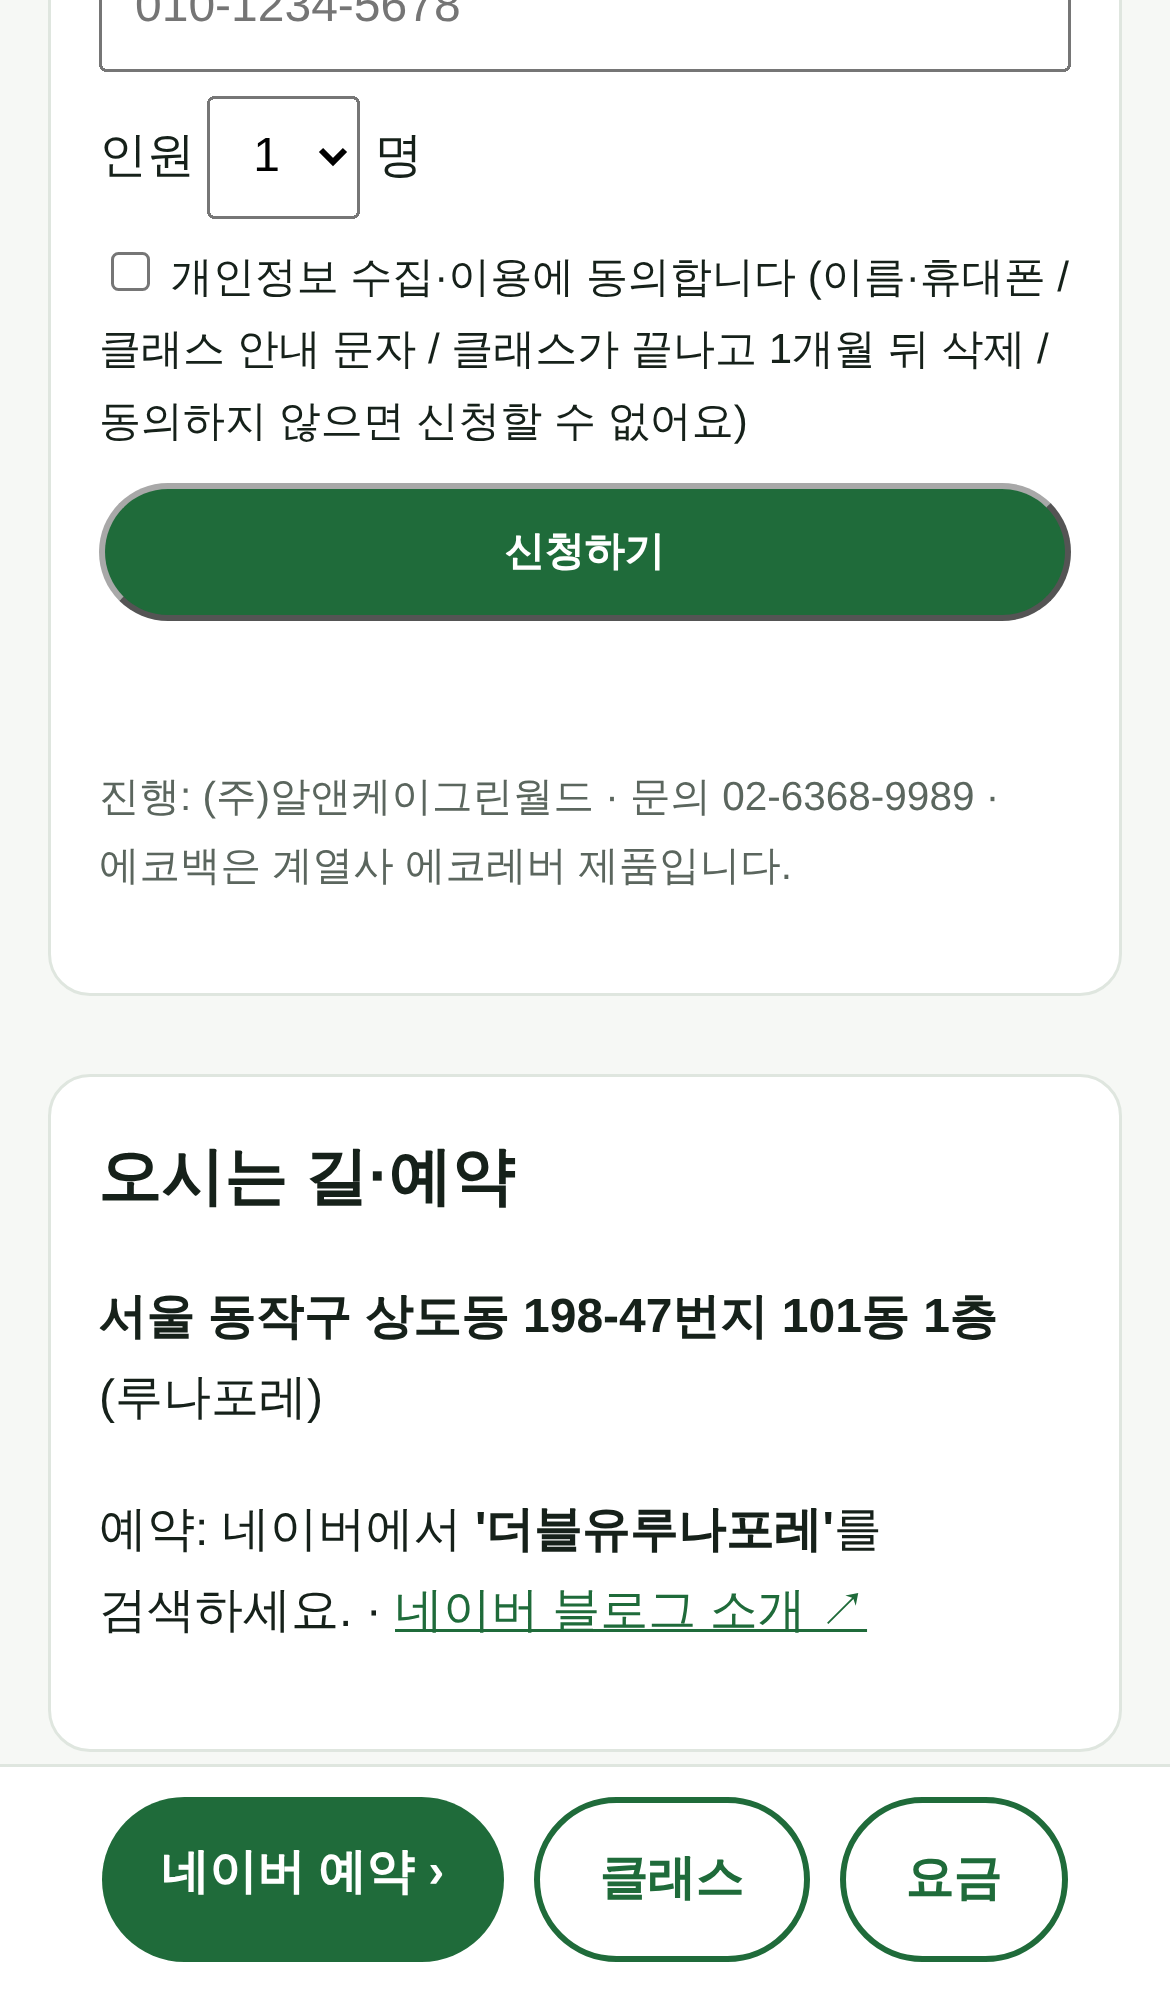 010-1234-5678
인원 1 명
개인정보 수집·이용에 동의합니다 (이름·휴대폰 /
클래스 안내 문자 / 클래스가 끝나고 1개월 뒤 삭제 /
동의하지 않으면 신청할 수 없어요)
신청하기
진행: (주)알앤케이그린월드 · 문의 02-6368-9989 ·
에코백은 계열사 에코레버 제품입니다.
오시는 길·예약
서울 동작구 상도동 198-47번지 101동 1층
(루나포레)
예약: 네이버에서 '더블유루나포레'를
검색하세요. · 네이버 블로그 소개 ↗
네이버 예약 › 클래스 요금